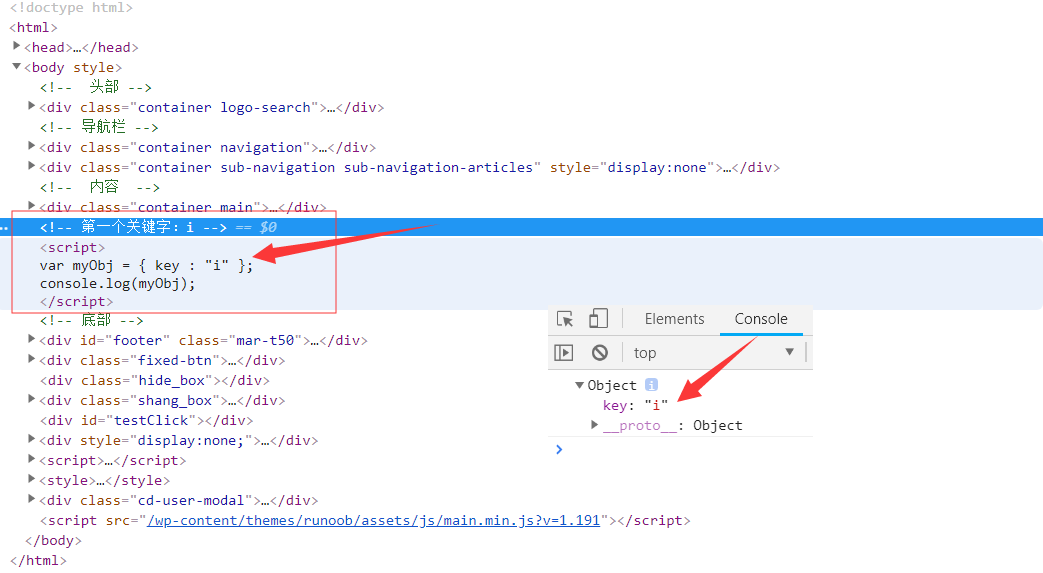 <!doctype html>
<html>
<head>…</head>
<body style>
<!--  头部 -->
<div class="container logo-search">…</div>
<!-- 导航栏 -->
<div class="container navigation">…</div>
<div class="container sub-navigation sub-navigation-articles" style="display:none">…</div>
<!--  内容  -->
<div class="container main">…</div>
<!-- 第一个关键字：i --> == $0
<script>
var myObj = { key : "i" };
console.log(myObj);
</script>
<!-- 底部 -->
<div id="footer" class="mar-t50">…</div>
<div class="fixed-btn">…</div>
<div class="hide_box"></div>
<div class="shang_box">…</div>
<div id="testClick"></div>
<div style="display:none;">…</div>
<script>…</script>
<style>…</style>
<div class="cd-user-modal">…</div>
<script src="/wp-content/themes/runoob/assets/js/main.min.js?v=1.191"></script>
</body>
</html>
Elements Console
top
Object i
key: "i"
__proto__: Object